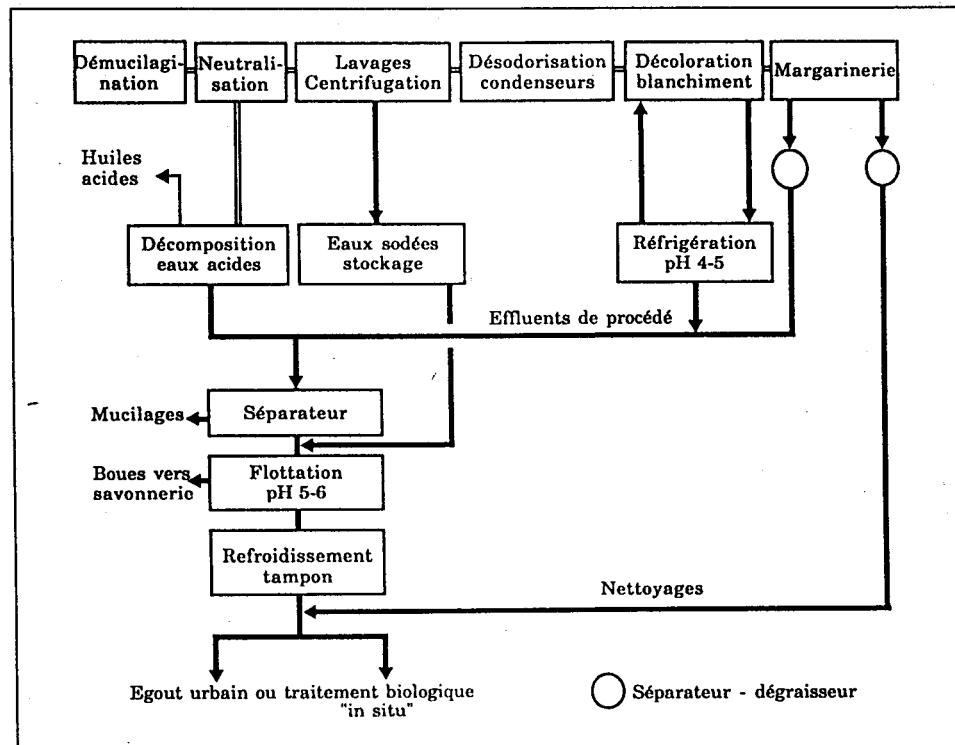 Démucilagi-
nation
Neutrali-
sation
Lavages
Centrifugation
Désodorisation
condenseurs
Décoloration
blanchiment
Margarinerie
Huiles
acides
Décomposition
eaux acides
Eaux sodées
stockage
Réfrigération
pH 4-5
Effluents de procédé
Mucilages
Séparateur
Boues vers
savonnerie
Flottation
pH 5-6
Refroidissement
tampon
Nettoyages
Egout urbain ou traitement biologique
"in situ"
Séparateur - dégraisseur